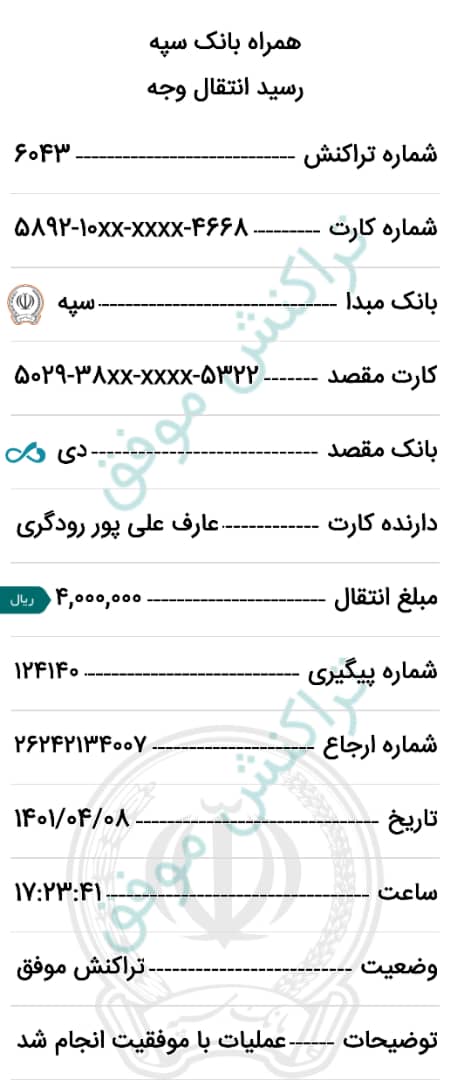 همراه بانک سپه
رسید انتقال وجه
شماره تراکنش ۶۰۴۳
شماره کارت ۵۸۹۲-۱۰xx-xxxx-۴۶۶۸
بانک مبدا سپه
کارت مقصد ۵۰۲۹-۳۸xx-xxxx-۵۳۲۲
بانک مقصد دی
دارنده کارت عارف علی پور رودگری
مبلغ انتقال ۴,۰۰۰,۰۰۰ ریال
شماره پیگیری ۱۲۴۱۴۰
شماره ارجاع ۲۶۲۴۲۱۳۴۰۰۷
تاریخ ۱۴۰۱/۰۴/۰۸
ساعت ۱۷:۲۳:۴۱
وضعیت تراکنش موفق
توضیحات عملیات با موفقیت انجام شد
تراکنش موفق
تراکنش موفق
بانک سپه